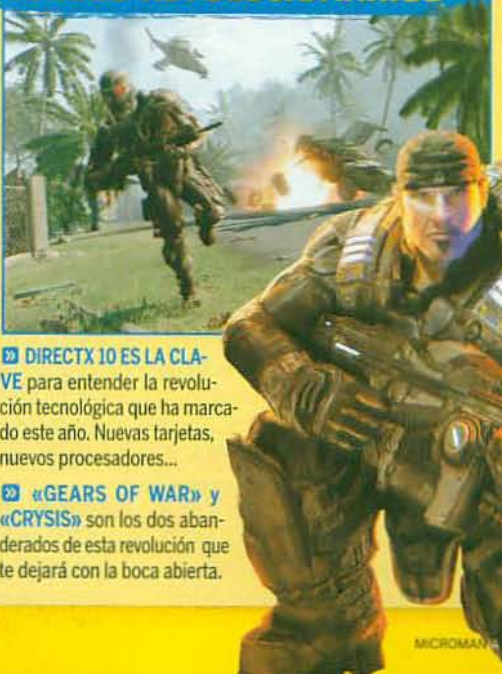 DIRECTX 10 ES LA CLA-
VE para entender la revolu-
ción tecnológica que ha marca-
do este año. Nuevas tarjetas,
nuevos procesadores...
«GEARS OF WAR» y
«CRYSIS» son los dos aban-
derados de esta revolución que
te dejará con la boca abierta.